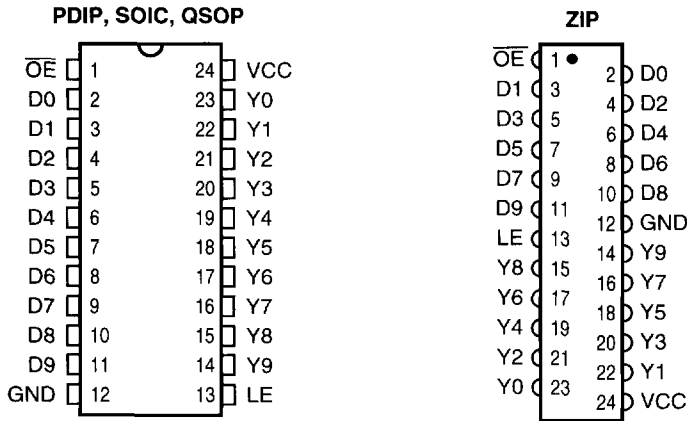 PDIP, SOIC, QSOP
OE 1 24 VCC
D0 2 23 Y0
D1 3 22 Y1
D2 4 21 Y2
D3 5 20 Y3
D4 6 19 Y4
D5 7 18 Y5
D6 8 17 Y6
D7 9 16 Y7
D8 10 15 Y8
D9 11 14 Y9
GND 12 13 LE
ZIP
OE 1
2 D0
D1 3
4 D2
D3 5
6 D4
D5 7
8 D6
D7 9
10 D8
D9 11
12 GND
LE 13
14 Y9
Y8 15
16 Y7
Y6 17
18 Y5
Y4 19
20 Y3
Y2 21
22 Y1
Y0 23
24 VCC